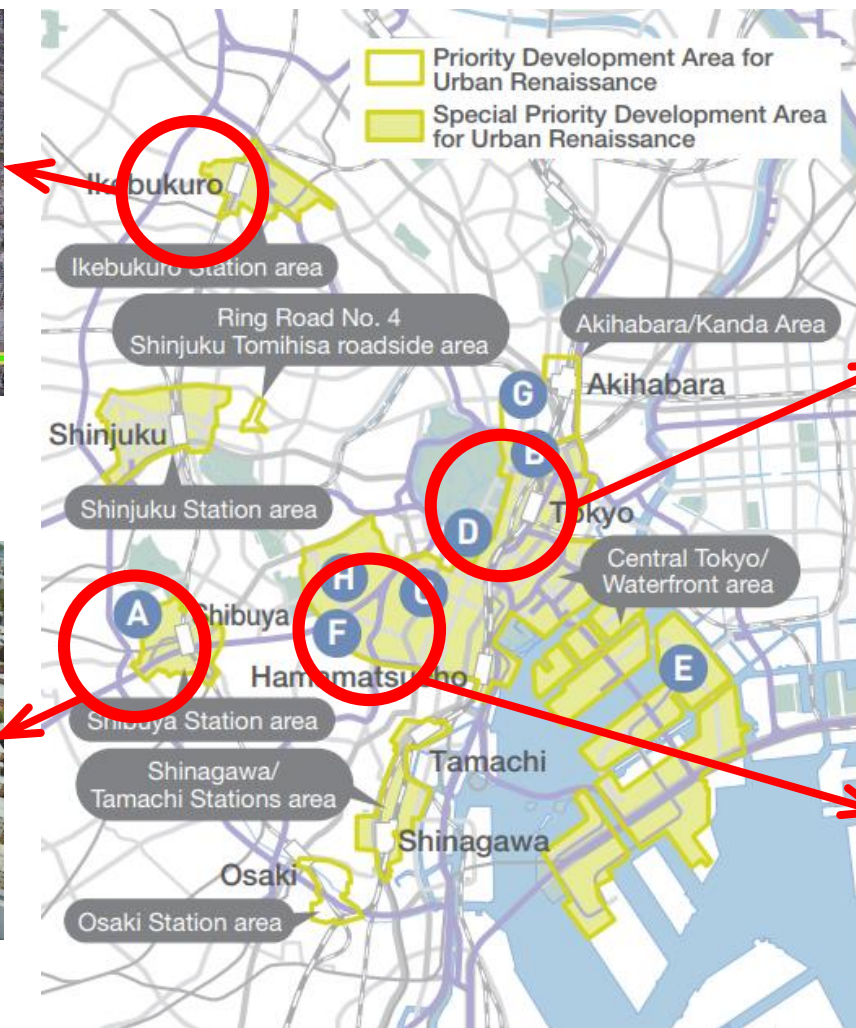 Priority Development Area for
Urban Renaissance
Special Priority Development Area
for Urban Renaissance
Ikebukuro
Ikebukuro Station area
Ring Road No. 4
Shinjuku Tomihisa roadside area
Akihabara/Kanda Area
Akihabara
G
Shinjuku
B
Shinjuku Station area
Tokyo
D
Central Tokyo/
Waterfront area
H
C
A
Shibuya
F
E
Hamamatsucho
Shibuya Station area
Tamachi
Shinagawa/
Tamachi Stations area
Shinagawa
Osaki
Osaki Station area